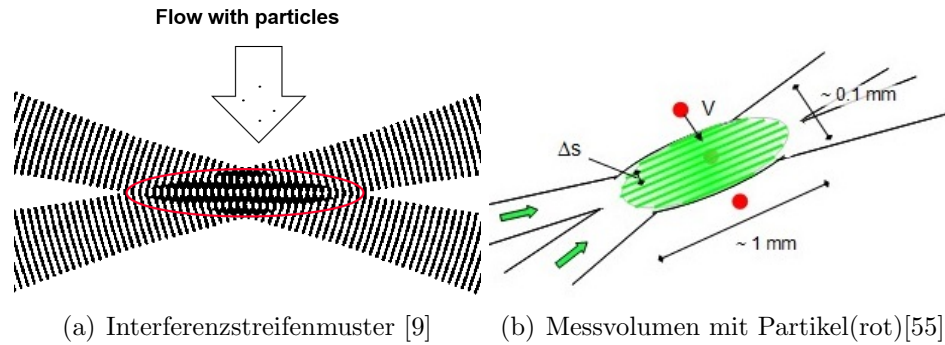 Flow with particles
V
~ 0.1 mm
Δs
~ 1 mm
(a) Interferenzstreifenmuster [9]
(b) Messvolumen mit Partikel(rot)[55]